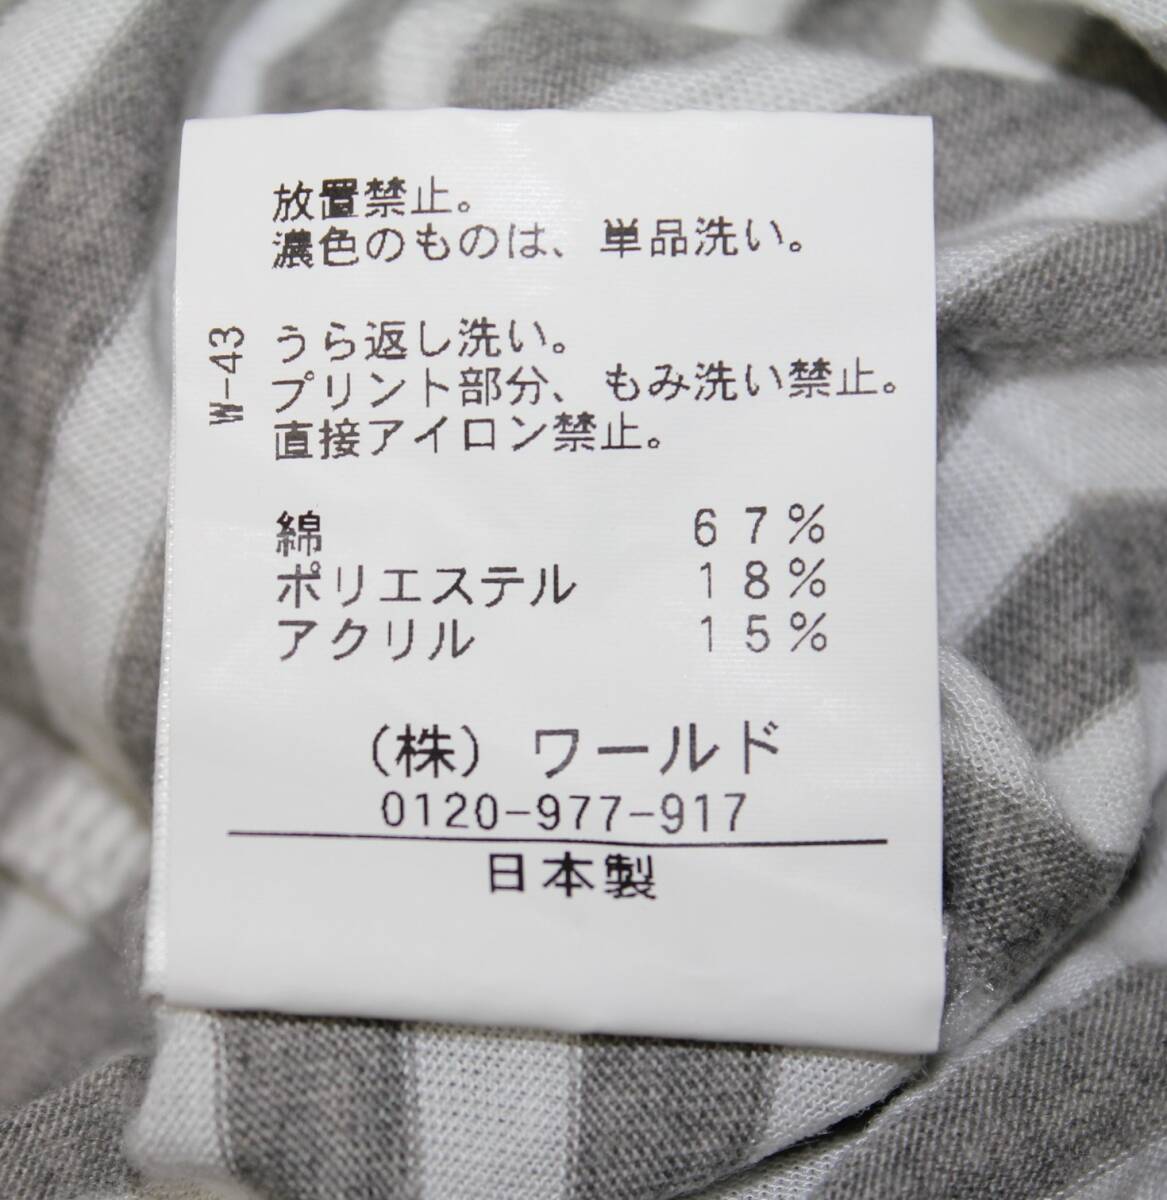 放置禁止。
濃色のものは、単品洗い。
W-43
うら返し洗い。
プリント部分、もみ洗い禁止。
直接アイロン禁止。
綿 67%
ポリエステル 18%
アクリル 15%
(株) ワールド
0120-977-917
日本製